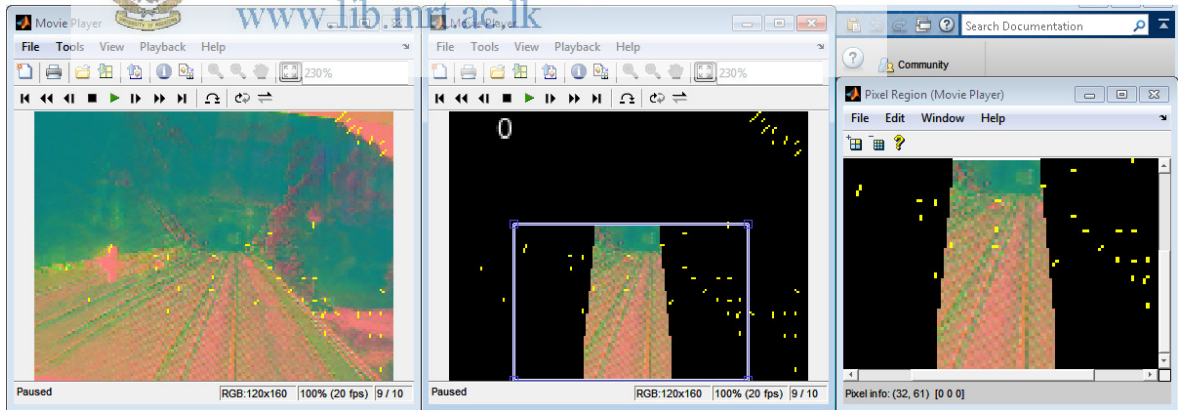 www.lib.mrt.ac.lk
Movie Player
File Tools View Playback Help
230%
Paused
RGB:120x160 100% (20 fps) 9 / 10
Movie Player
File Tools View Playback Help
230%
0
Paused
RGB:120x160 100% (20 fps) 9 / 10
Search Documentation
Community
Pixel Region (Movie Player)
File Edit Window Help
Pixel info: (32, 61) [0 0 0]